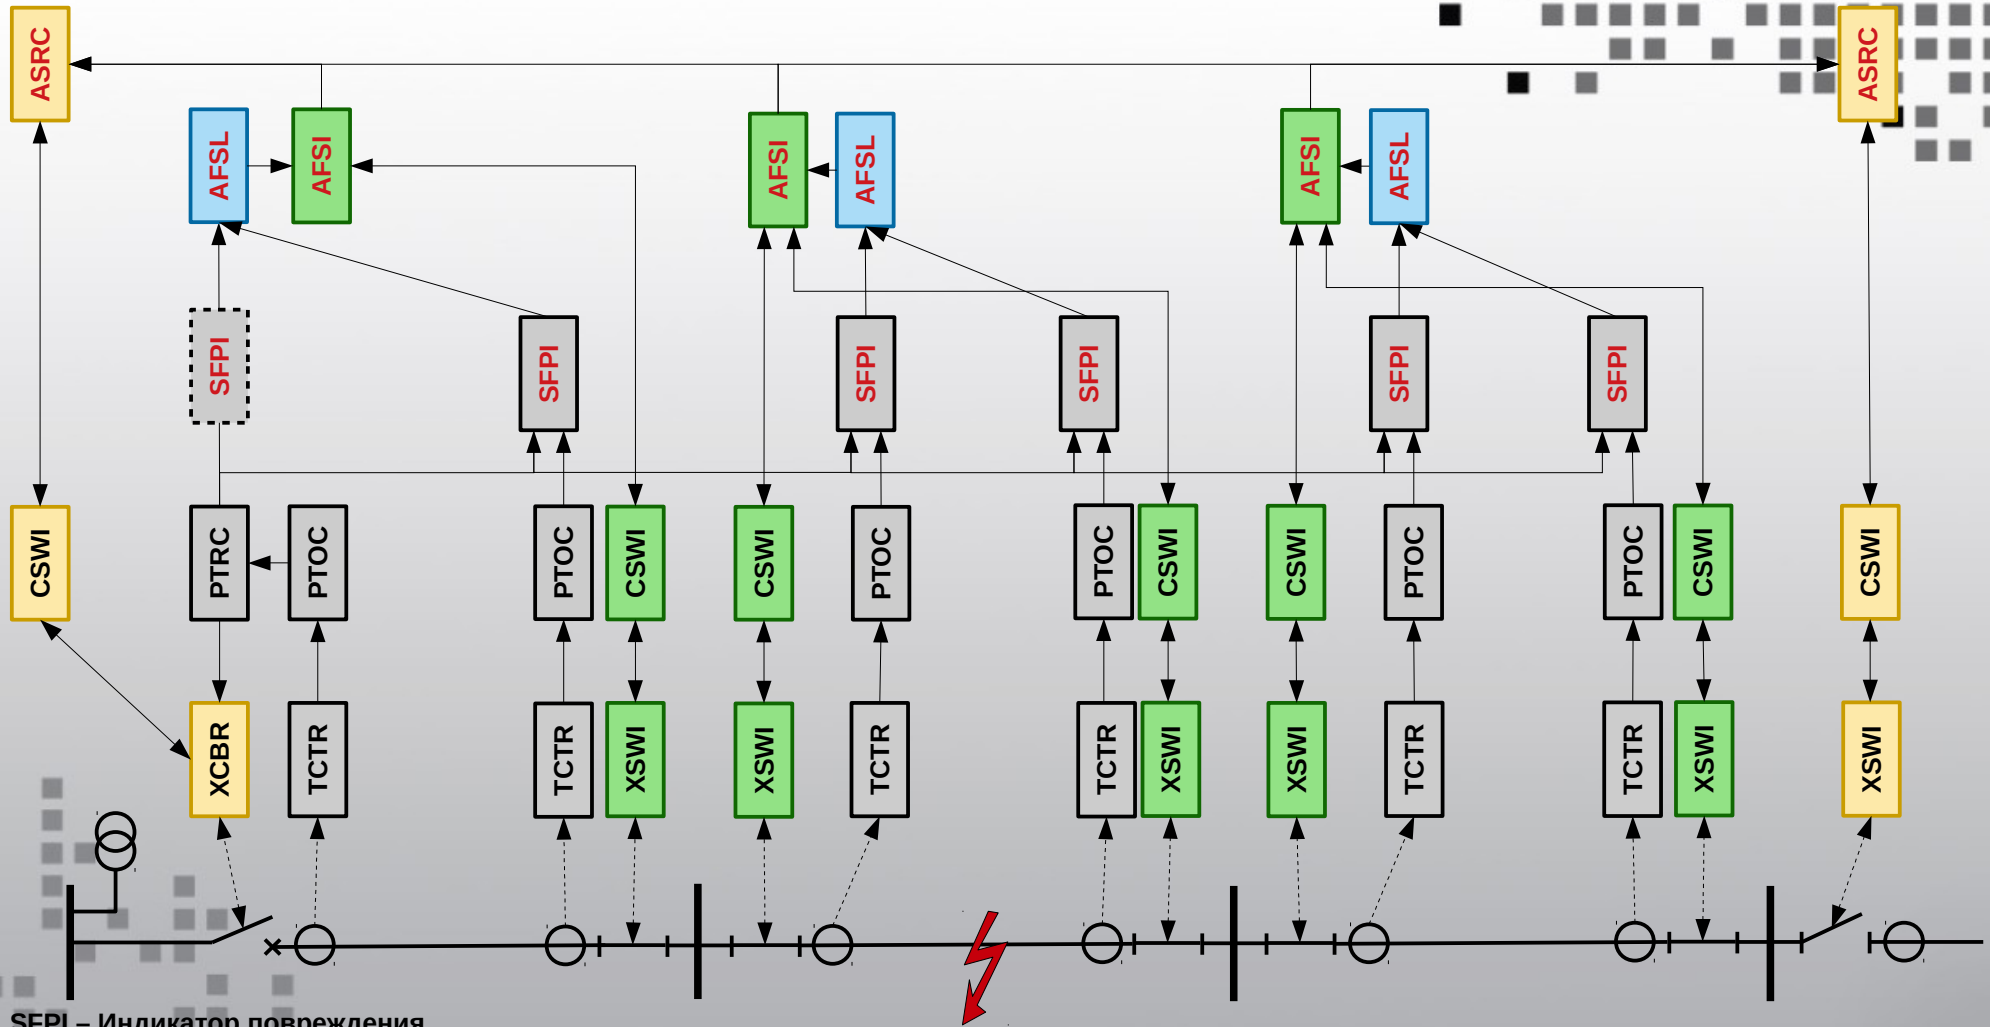 ASRC
ASRC
AFSL
AFSI
AFSI
AFSL
AFSI
AFSL
SFPI
SFPI
SFPI
SFPI
SFPI
SFPI
CSWI
PTRC
PTOC
PTOC
CSWI
CSWI
PTOC
PTOC
CSWI
CSWI
PTOC
PTOC
CSWI
CSWI
XCBR
TCTR
TCTR
XSWI
XSWI
TCTR
TCTR
XSWI
XSWI
TCTR
TCTR
XSWI
XSWI
SFPI – Индикатор повреждения